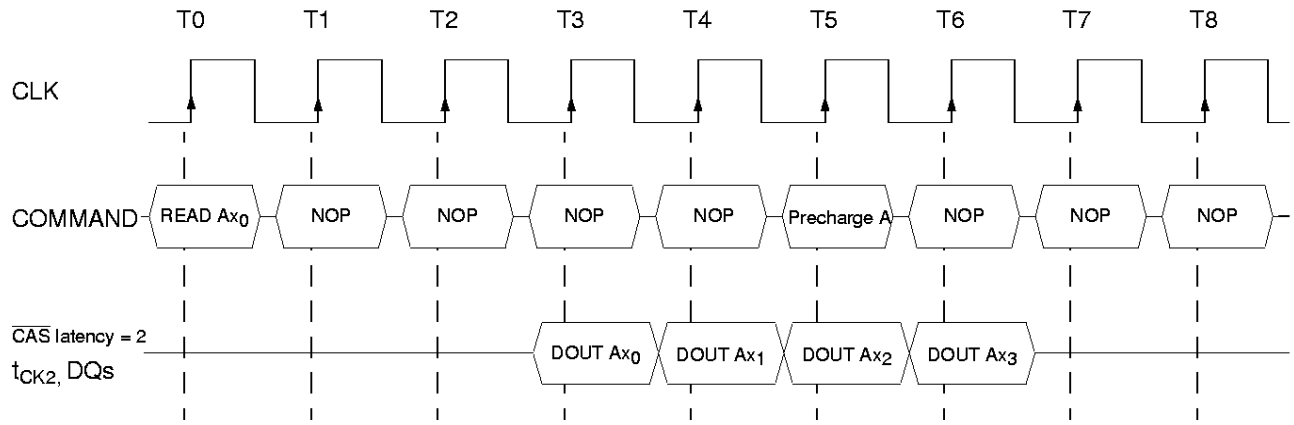 T0 T1 T2 T3 T4 T5 T6 T7 T8
CLK
COMMAND READ Ax0 NOP NOP NOP NOP Precharge A NOP NOP NOP
CAS latency = 2
tCK2, DQs DOUT Ax0 DOUT Ax1 DOUT Ax2 DOUT Ax3